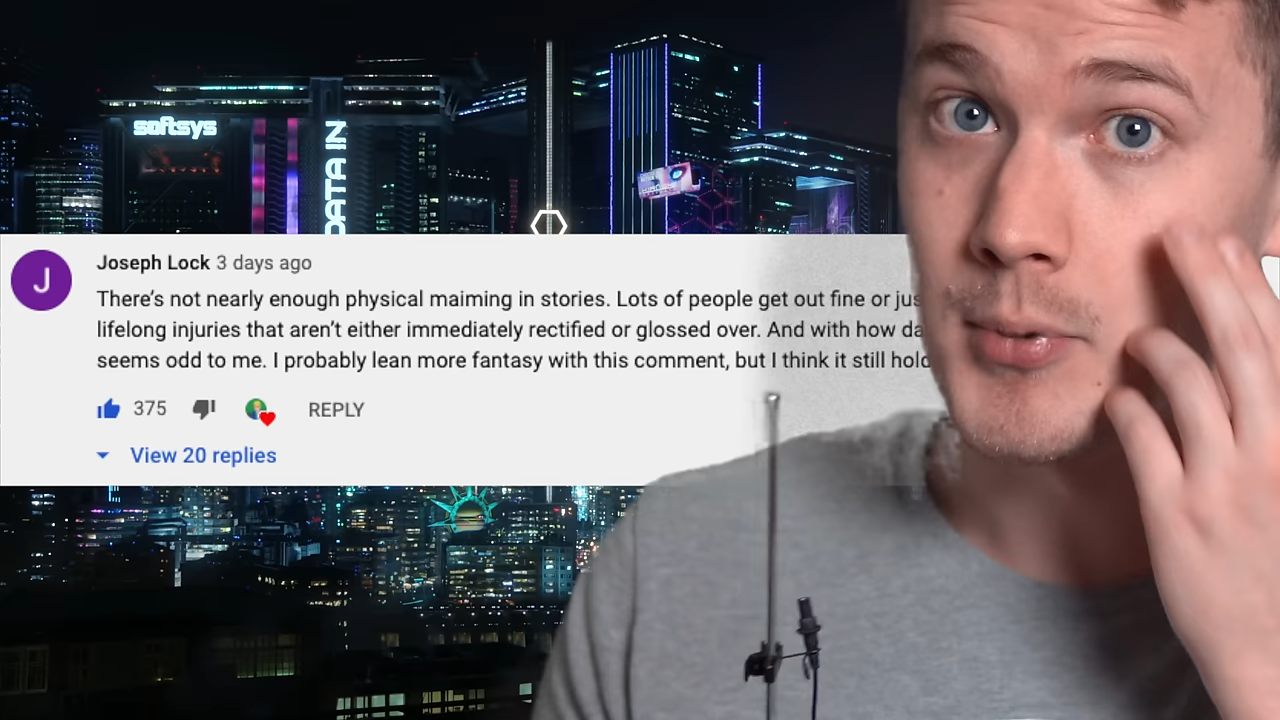 softsys
DATA IN
J
Joseph Lock 3 days ago
There's not nearly enough physical maiming in stories. Lots of people get out fine or jus
lifelong injuries that aren't either immediately rectified or glossed over. And with how da
seems odd to me. I probably lean more fantasy with this comment, but I think it still hold
375 REPLY
View 20 replies